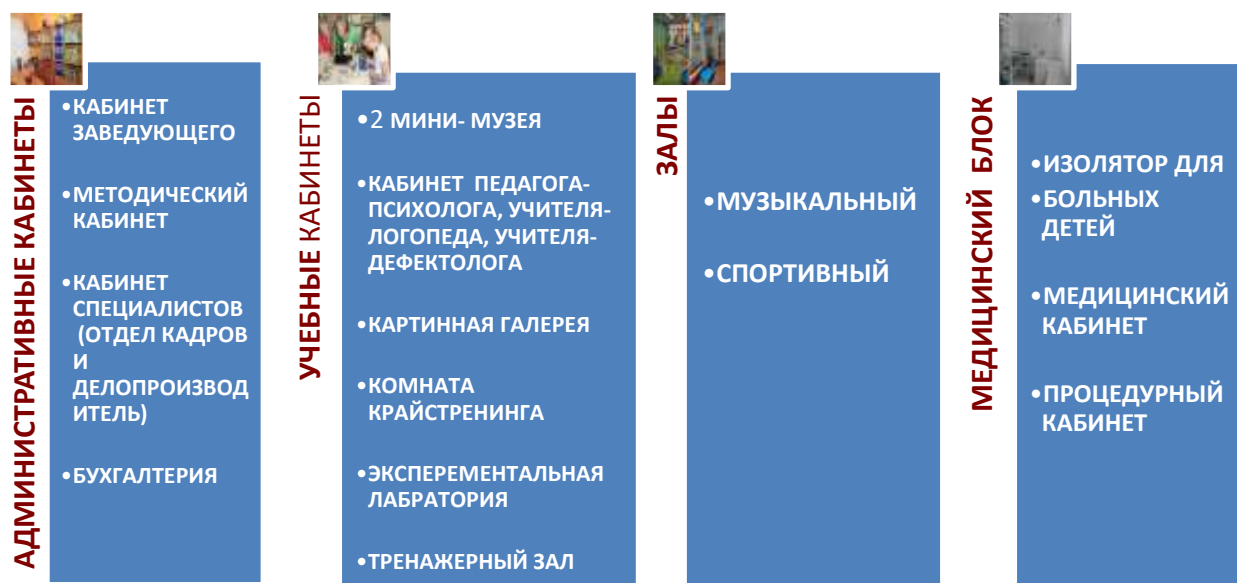 АДМИНИСТРАТИВНЫЕ КАБИНЕТЫ
•КАБИНЕТ
ЗАВЕДУЮЩЕГО
•МЕТОДИЧЕСКИЙ
КАБИНЕТ
•КАБИНЕТ
СПЕЦИАЛИСТОВ
(ОТДЕЛ КАДРОВ
И
ДЕЛОПРОИЗВОД
ИТЕЛЬ)
•БУХГАЛТЕРИЯ
УЧЕБНЫЕ КАБИНЕТЫ
•2 МИНИ- МУЗЕЯ
•КАБИНЕТ ПЕДАГОГА-
ПСИХОЛОГА, УЧИТЕЛЯ-
ЛОГОПЕДА, УЧИТЕЛЯ-
ДЕФЕКТОЛОГА
•КАРТИННАЯ ГАЛЕРЕЯ
•КОМНАТА
КРАЙСТРЕНИНГА
•ЭКСПЕРЕМЕНТАЛЬНАЯ
ЛАБРАТОРИЯ
•ТРЕНАЖЕРНЫЙ ЗАЛ
ЗАЛЫ
•МУЗЫКАЛЬНЫЙ
•СПОРТИВНЫЙ
МЕДИЦИНСКИЙ БЛОК
•ИЗОЛЯТОР ДЛЯ
•БОЛЬНЫХ
ДЕТЕЙ
•МЕДИЦИНСКИЙ
КАБИНЕТ
•ПРОЦЕДУРНЫЙ
КАБИНЕТ